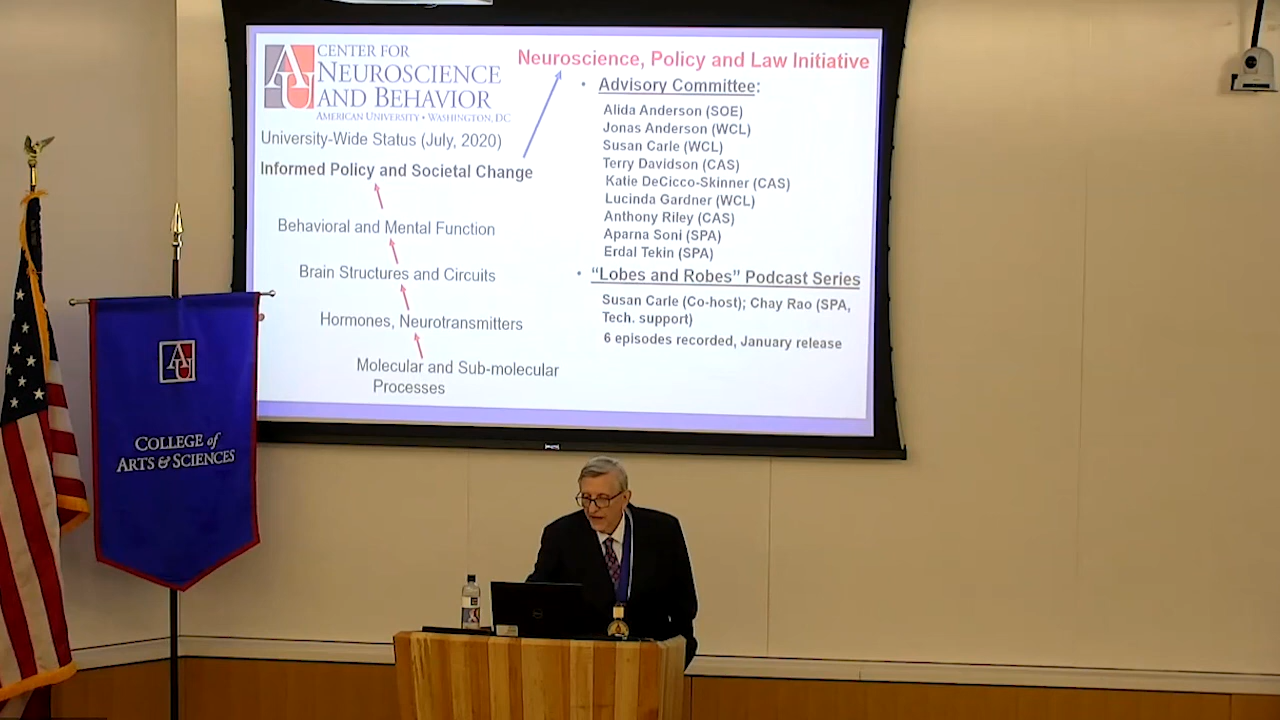 AU
CENTER FOR
NEUROSCIENCE
AND BEHAVIOR
AMERICAN UNIVERSITY • WASHINGTON, DC
University-Wide Status (July, 2020)
Informed Policy and Societal Change
Behavioral and Mental Function
Brain Structures and Circuits
Hormones, Neurotransmitters
Molecular and Sub-molecular
Processes
Neuroscience, Policy and Law Initiative
• Advisory Committee:
Alida Anderson (SOE)
Jonas Anderson (WCL)
Susan Carle (WCL)
Terry Davidson (CAS)
Katie DeCicco-Skinner (CAS)
Lucinda Gardner (WCL)
Anthony Riley (CAS)
Aparna Soni (SPA)
Erdal Tekin (SPA)
• “Lobes and Robes” Podcast Series
Susan Carle (Co-host); Chay Rao (SPA,
Tech. support)
6 episodes recorded, January release
AU
COLLEGE of
ARTS & SCIENCES